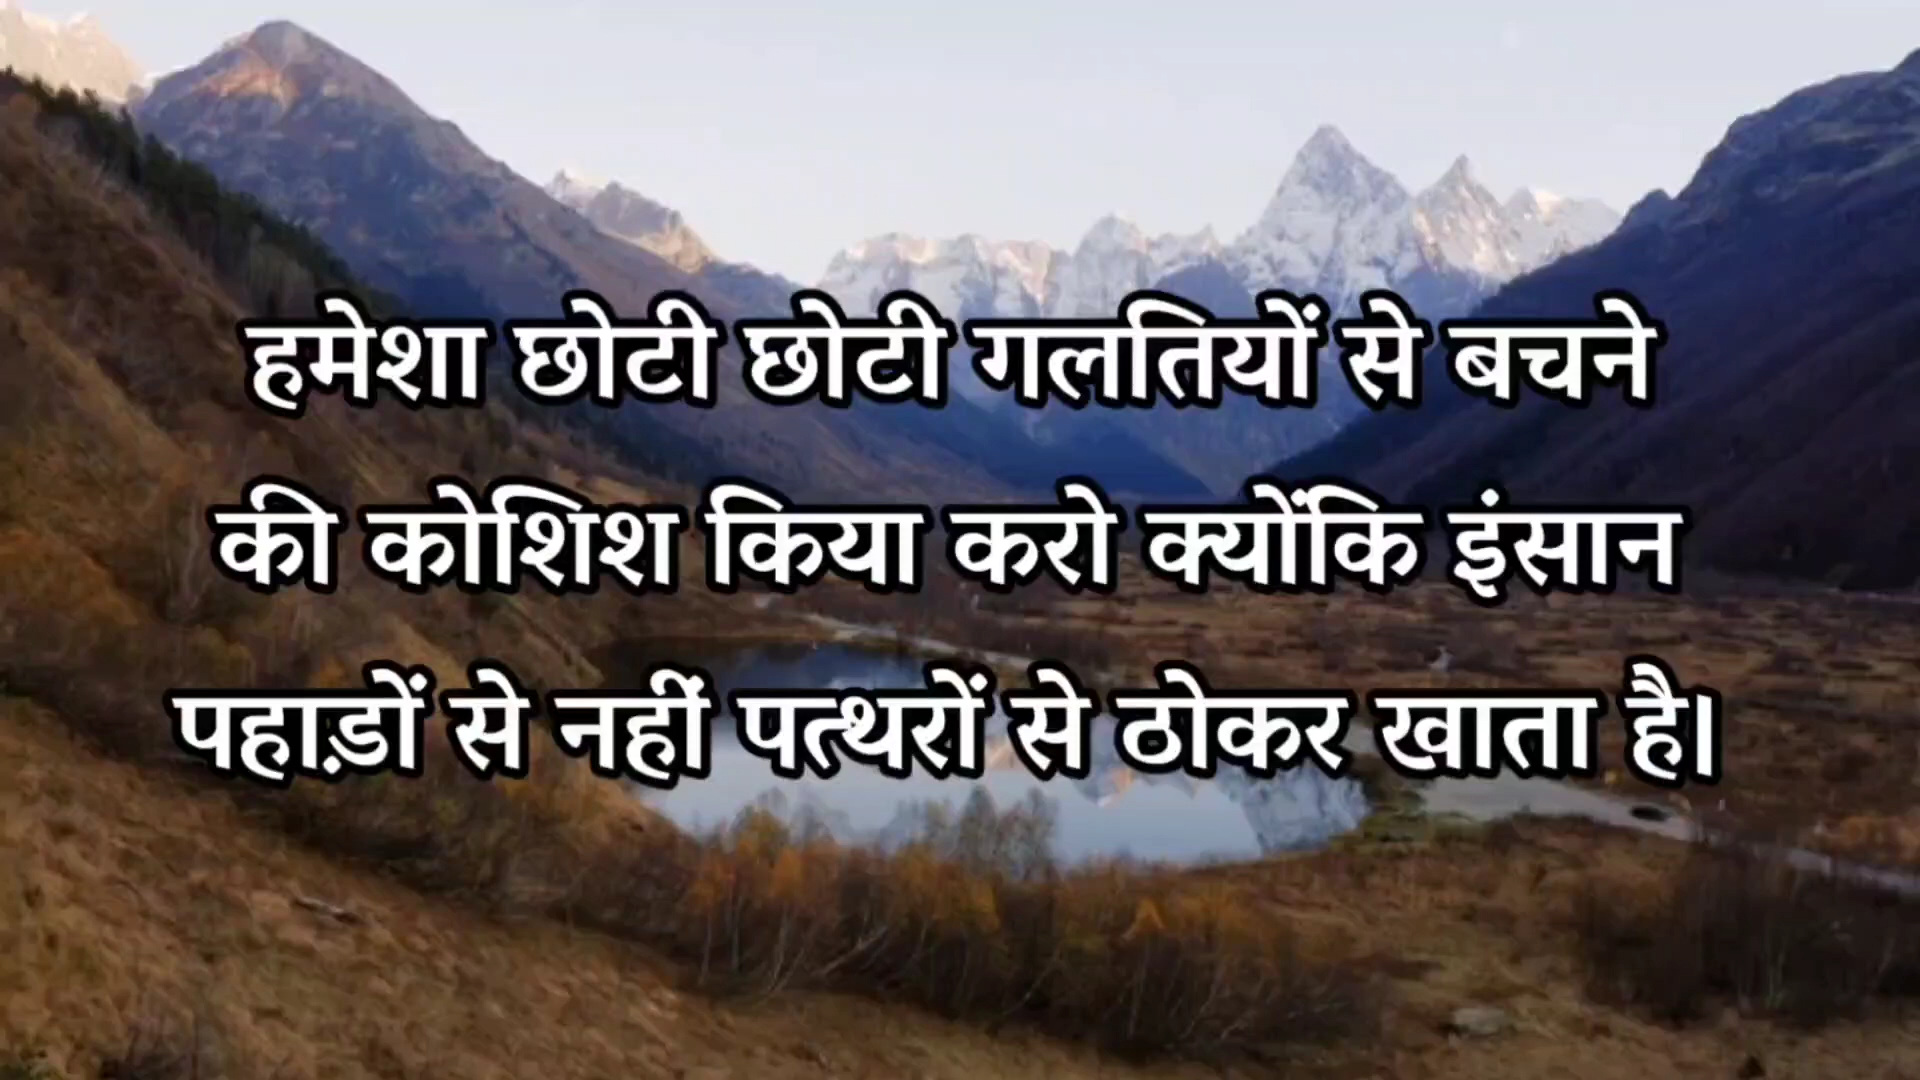 हमेशा छोटी छोटी गलतियों से बचने
की कोशिश किया करो क्योंकि इंसान
पहाड़ों से नहीं पत्थरों से ठोकर खाता है।